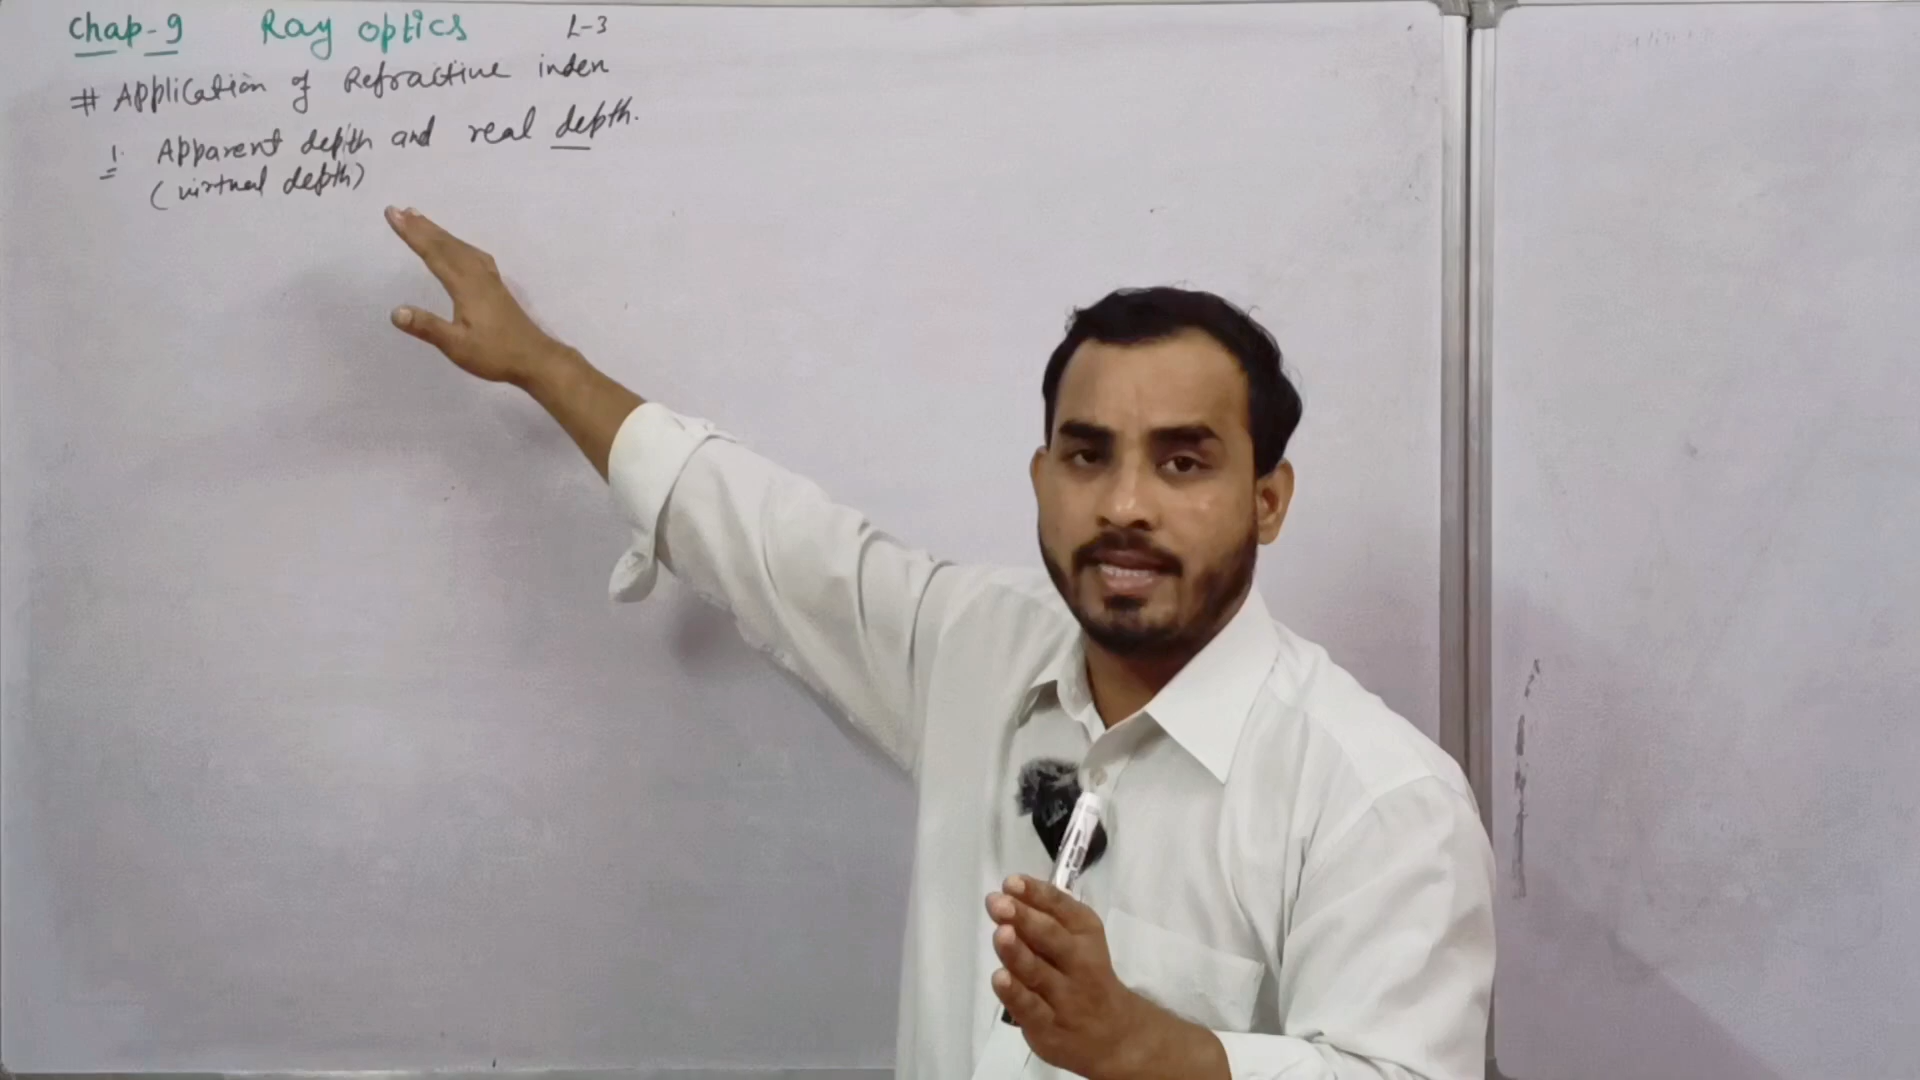 Chap-9 Ray optics L-3
# Application of Refractive inden
1. Apparent depth and real depth.
(virtual depth)